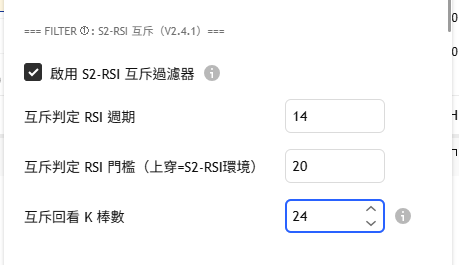 === FILTER ①: S2-RSI 互斥（V2.4.1）===
啟用 S2-RSI 互斥過濾器
互斥判定 RSI 週期 14
互斥判定 RSI 門檻（上穿=S2-RSI環境） 20
互斥回看 K 棒數 24